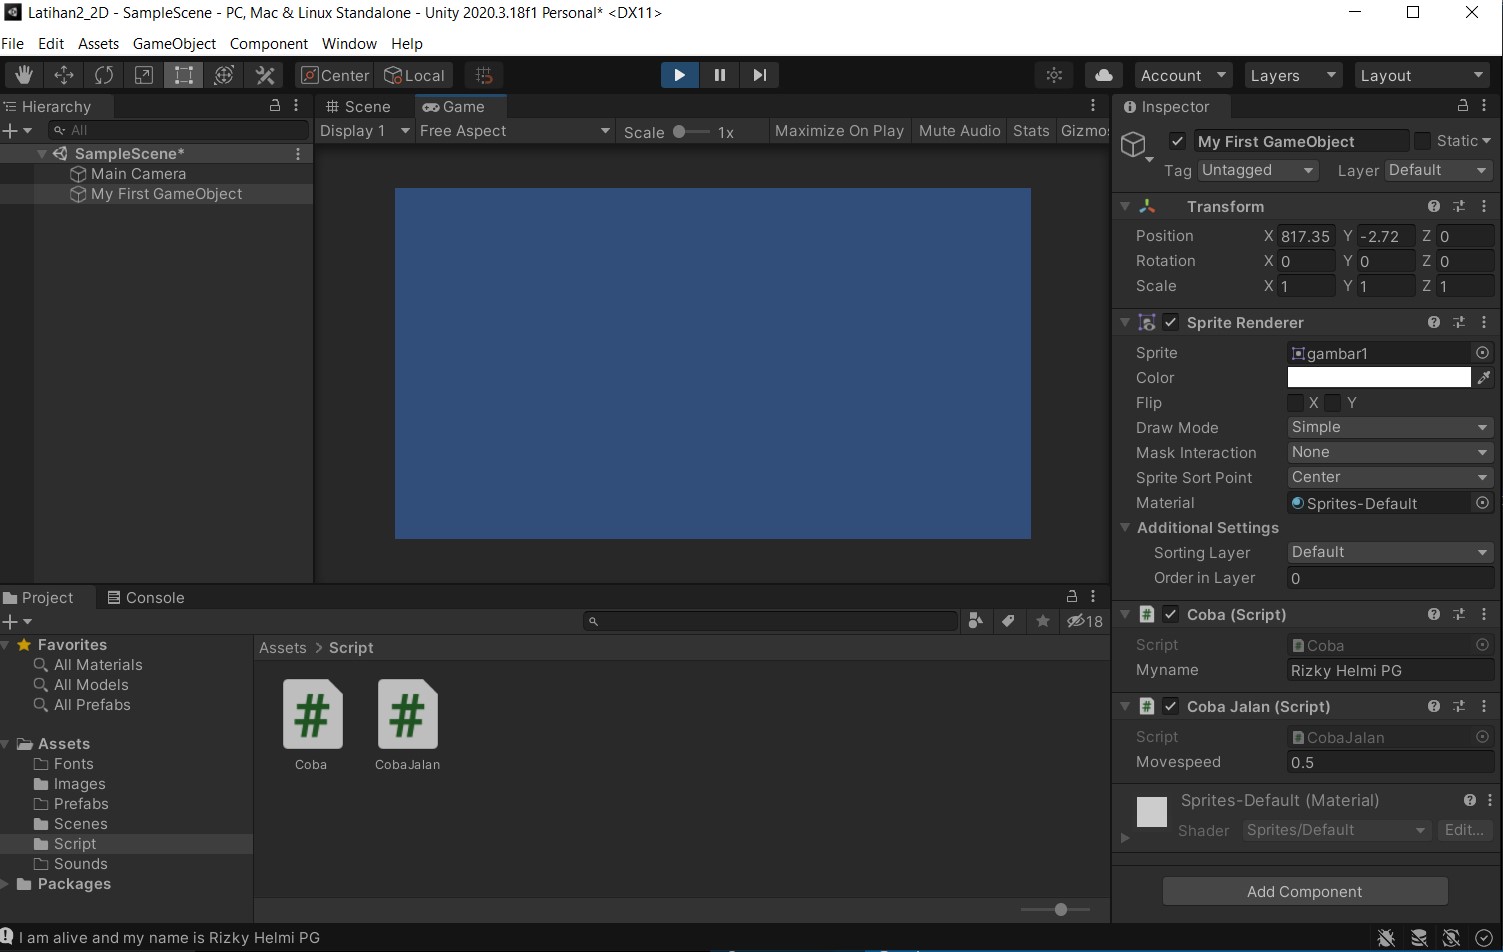 Latihan2_2D - SampleScene - PC, Mac & Linux Standalone - Unity 2020.3.18f1 Personal* <DX11>
File Edit Assets GameObject Component Window Help
Center Local Account Layers Layout
Hierarchy
All
SampleScene*
Main Camera
My First GameObject
Scene Game
Display 1 Free Aspect Scale 1x Maximize On Play Mute Audio Stats Gizmo
Inspector
My First GameObject Static
Tag Untagged Layer Default
Transform
Position X 817.35 Y -2.72 Z 0
Rotation X 0 Y 0 Z 0
Scale X 1 Y 1 Z 1
Sprite Renderer
Sprite gambar1
Color
Flip X Y
Draw Mode Simple
Mask Interaction None
Sprite Sort Point Center
Material Sprites-Default
Additional Settings
Sorting Layer Default
Order in Layer 0
Coba (Script)
Script Coba
Myname Rizky Helmi PG
Coba Jalan (Script)
Script CobaJalan
Movespeed 0.5
Sprites-Default (Material)
Shader Sprites/Default Edit...
Add Component
Project Console
18
Favorites
All Materials
All Models
All Prefabs
Assets
Fonts
Images
Prefabs
Scenes
Script
Sounds
Packages
Assets > Script
Coba CobaJalan
I am alive and my name is Rizky Helmi PG